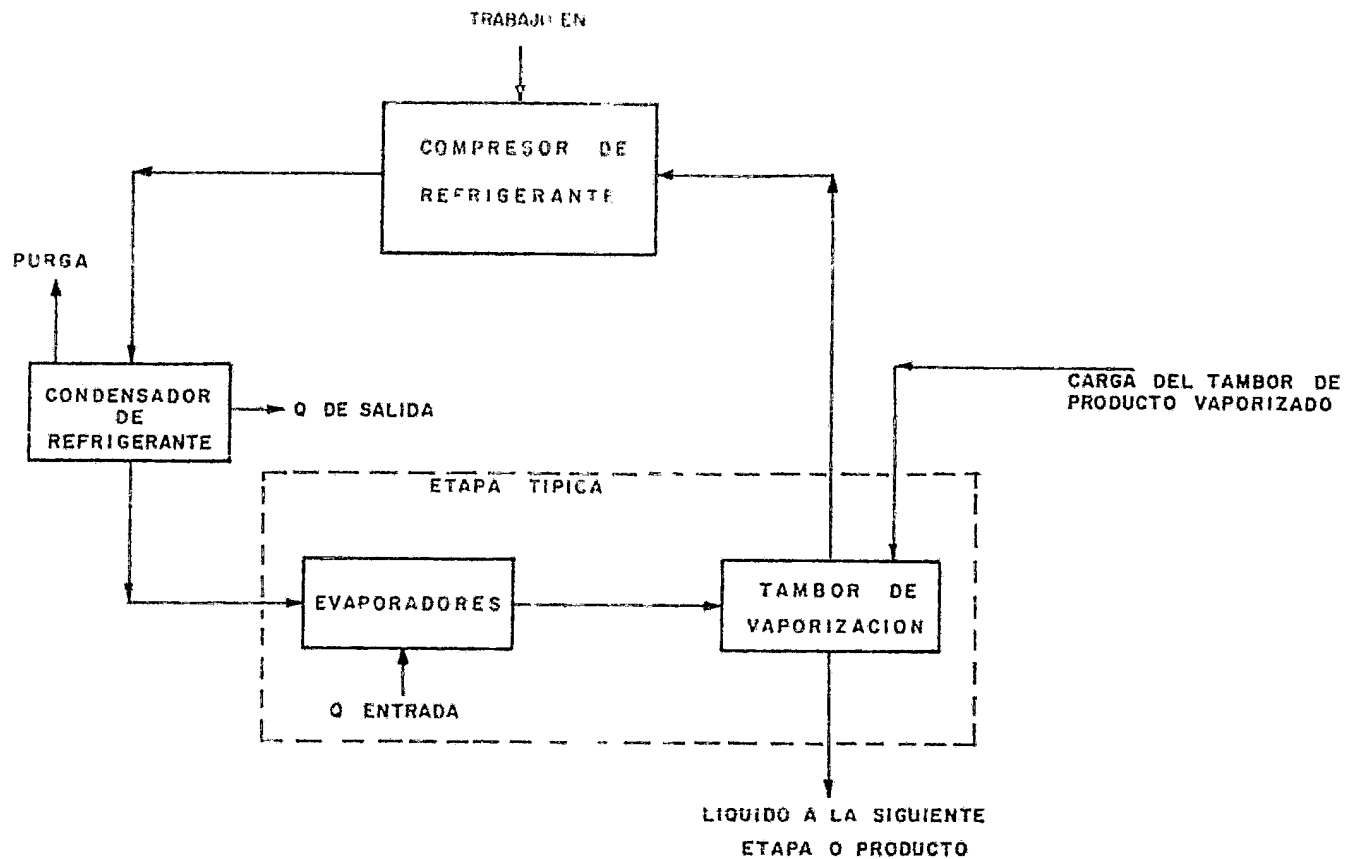 TRABAJO EN
COMPRESOR DE
REFRIGERANTE
PURGA
CONDENSADOR
DE
REFRIGERANTE
Q DE SALIDA
CARGA DEL TAMBOR DE
PRODUCTO VAPORIZADO
ETAPA TIPICA
EVAPORADORES
TAMBOR DE
VAPORIZACION
Q ENTRADA
LIQUIDO A LA SIGUIENTE
ETAPA O PRODUCTO